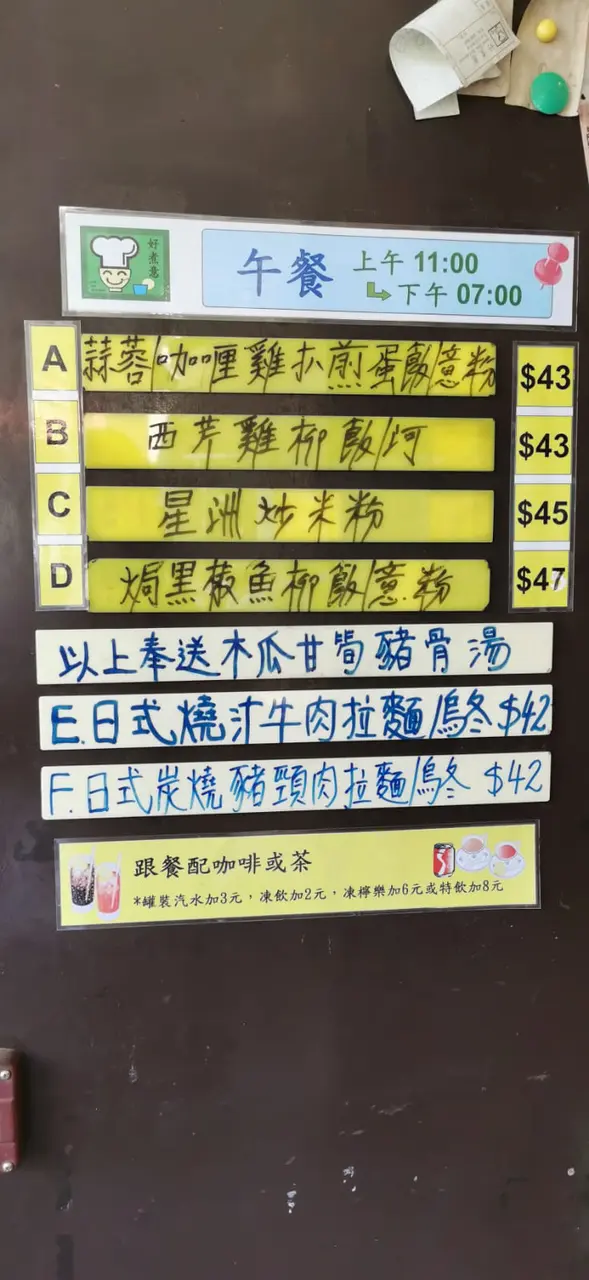 好煮意
午餐 上午 11:00
下午 07:00
A 蒜蓉/咖喱雞扒煎蛋飯/意粉 $43
B 西芹雞柳飯/河 $43
C 星洲炒米粉 $45
D 焗黑椒魚柳飯/意粉 $47
以上奉送木瓜甘筍豬骨湯
E.日式燒汁牛肉拉麵/烏冬 $42
F.日式炭燒豬頸肉拉麵/烏冬 $42
跟餐配咖啡或茶
*罐裝汽水加3元，凍飲加2元，凍檸樂加6元或特飲加8元